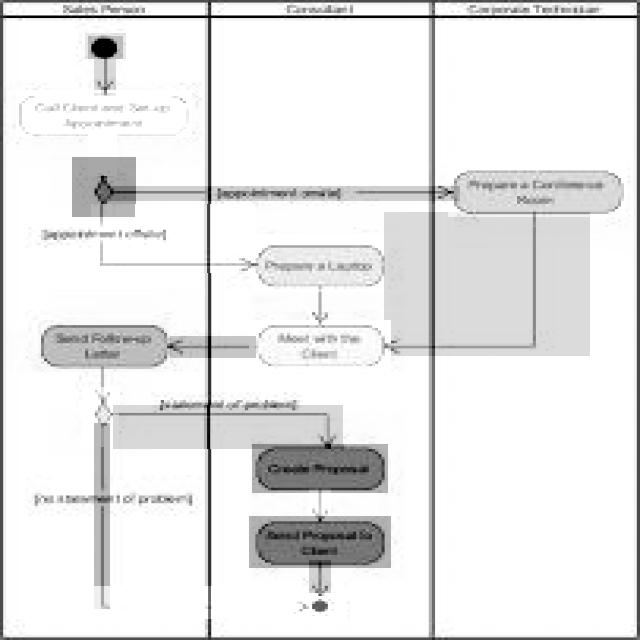 Sales Person
Consultant
Corporate Technician
Call Client and Set-up
Appointment
[appointment onsite]
Prepare a Conference
Room
[appointment offsite]
Prepare a Laptop
Send Follow-up
Letter
Meet with the
Client
[statement of problem]
Create Proposal
[no statement of problem]
Send Proposal to
Client